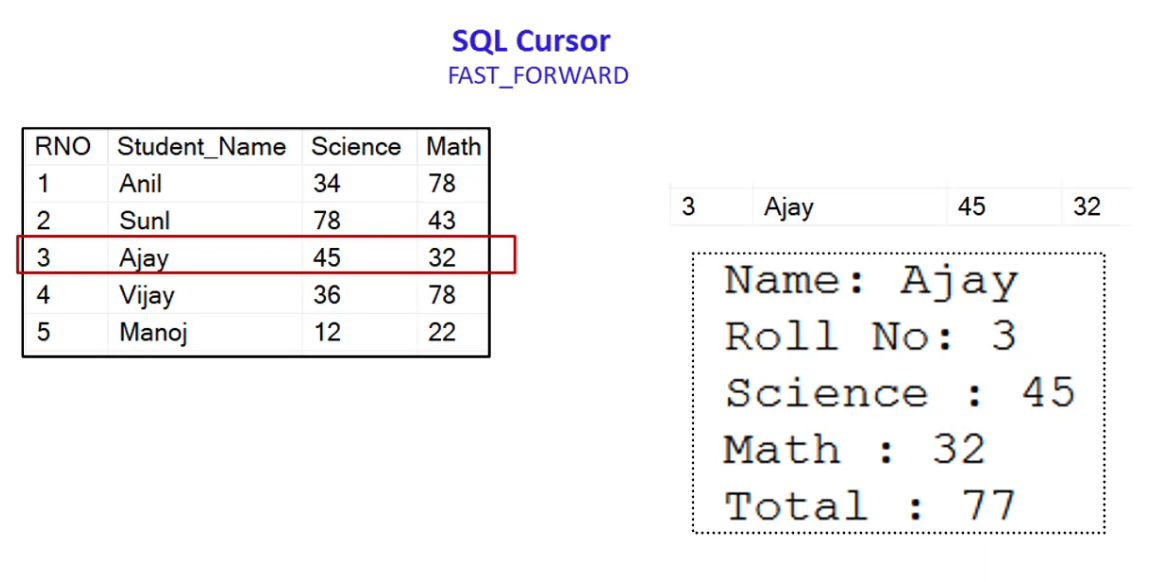 SQL Cursor
FAST_FORWARD
RNO Student_Name Science Math
1 Anil 34 78
2 Sunl 78 43
3 Ajay 45 32
4 Vijay 36 78
5 Manoj 12 22
3 Ajay 45 32
Name: Ajay
Roll No: 3
Science : 45
Math : 32
Total : 77